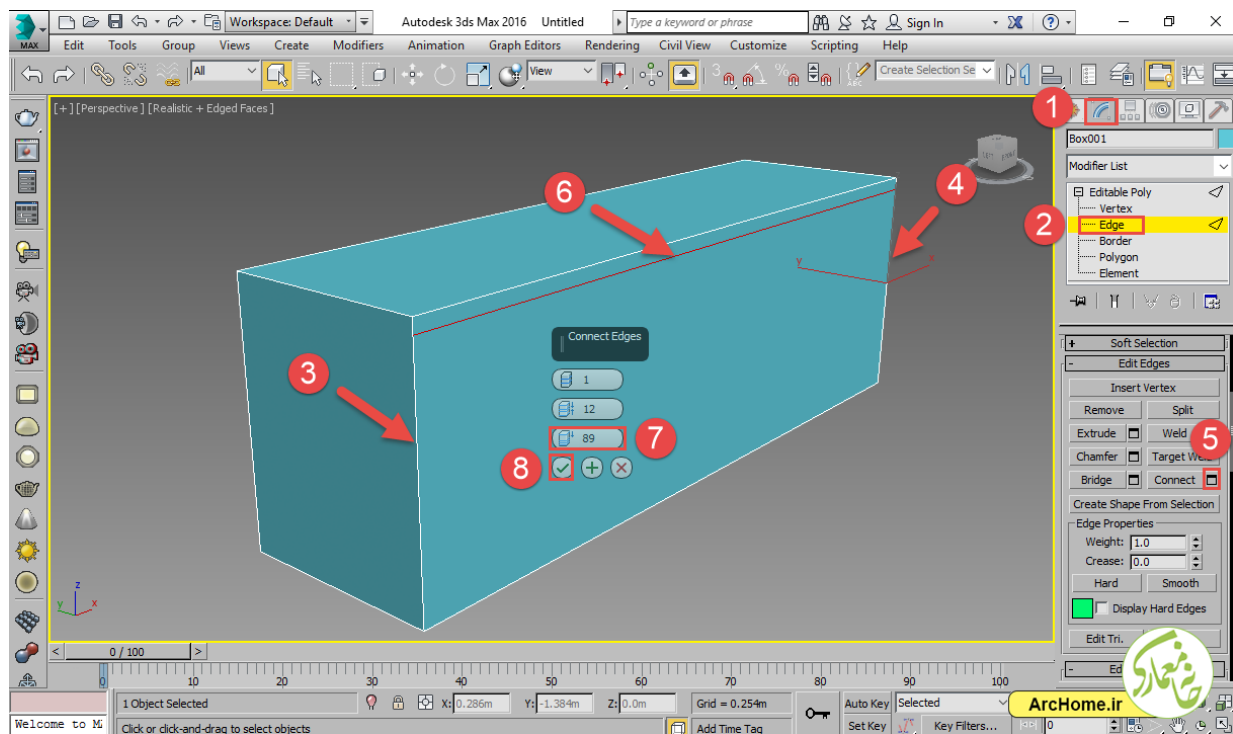 Workspace: Default
Autodesk 3ds Max 2016 Untitled
Type a keyword or phrase
Sign In
MAX
Edit Tools Group Views Create Modifiers Animation Graph Editors Rendering Civil View Customize Scripting Help
All
View
3
%
Create Selection Se
[+] [Perspective ] [Realistic + Edged Faces ]
1
Box001
Modifier List
Editable Poly
Vertex
2
Edge
Border
Polygon
Element
6
4
y
x
Connect Edges
1
12
89
7
8
3
Soft Selection
Edit Edges
Insert Vertex
Remove Split
Extrude Weld
5
Chamfer Target Weld
Bridge Connect
Create Shape From Selection
Edge Properties
Weight: 1.0
Crease: 0.0
Hard Smooth
Display Hard Edges
Edit Tri.
z
y
x
0 / 100
0 10 20 30 40 50 60 70 80 90 100
1 Object Selected
X: 0.286m Y: -1.384m Z: 0.0m
Grid = 0.254m
Auto Key Selected
ArcHome.ir
Welcome to M
Click or click-and-drag to select objects
Add Time Tag
Set Key Key Filters...
0